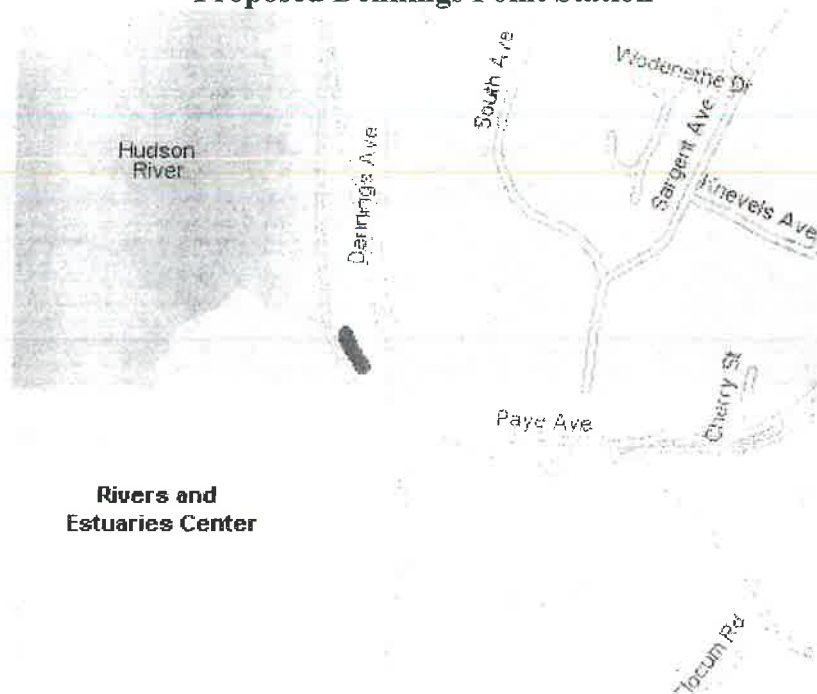 Proposed Dennings Point Station
Hudson
River
Dennings Ave
South Ave
Wodenethe Dr
Sargent Ave
Knevels Ave
Cherry St
Paye Ave
Rivers and
Estuaries Center
Slocum Rd